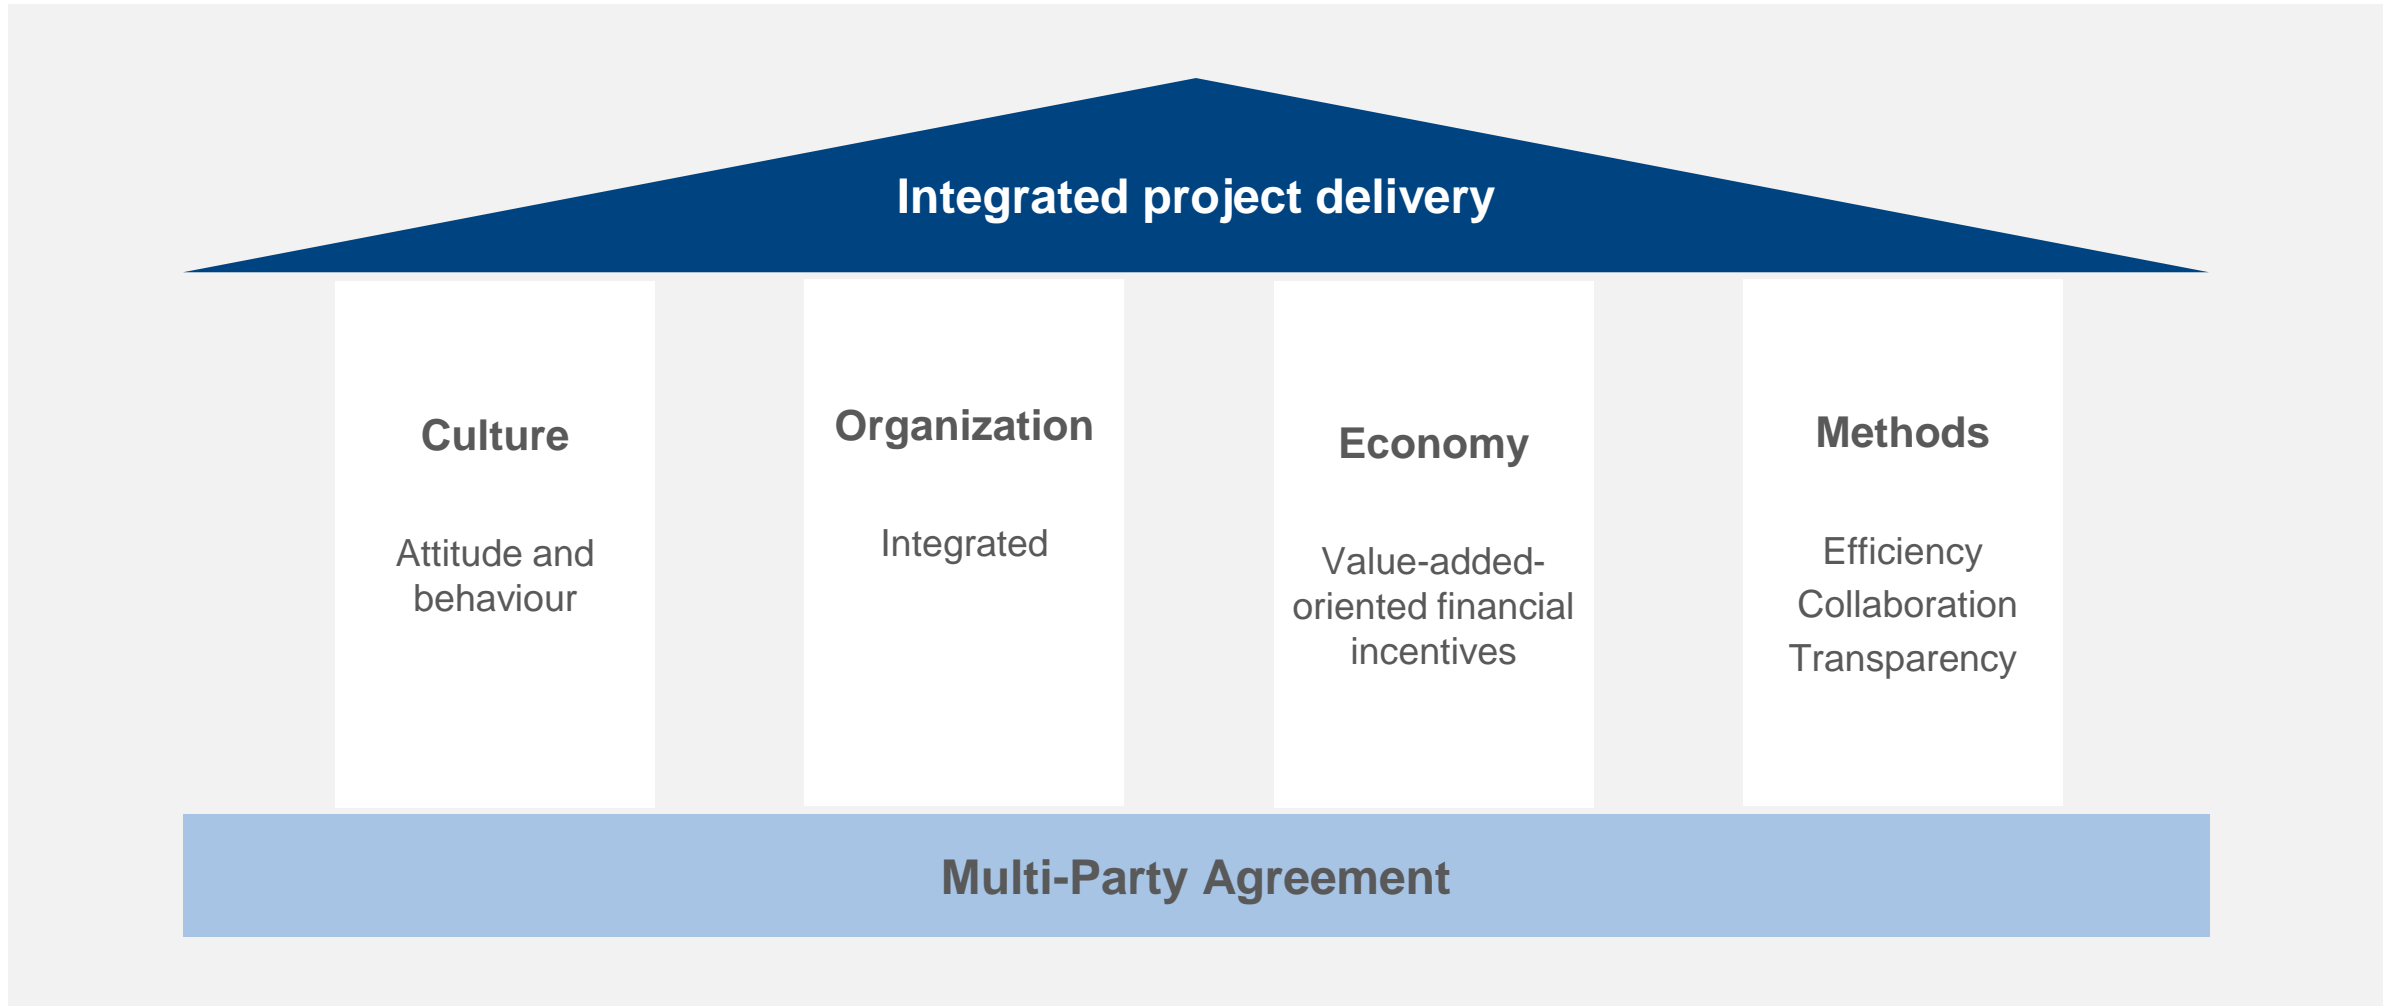 Integrated project delivery
Culture
Attitude and
behaviour
Organization
Integrated
Economy
Value-added-
oriented financial
incentives
Methods
Efficiency
Collaboration
Transparency
Multi-Party Agreement